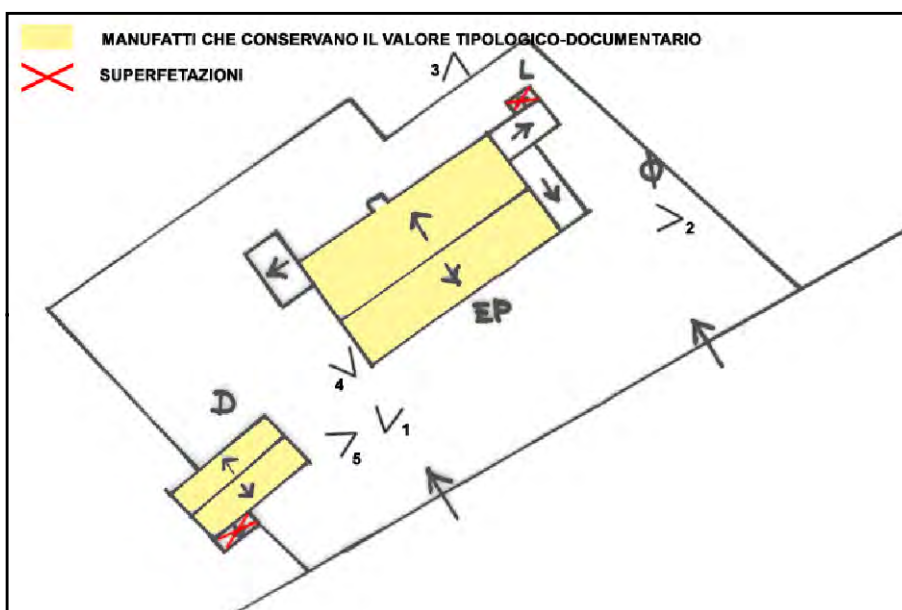 MANUFATTI CHE CONSERVANO IL VALORE TIPOLOGICO-DOCUMENTARIO
SUPERFETAZIONI
3
L
2
EP
4
D
1
5